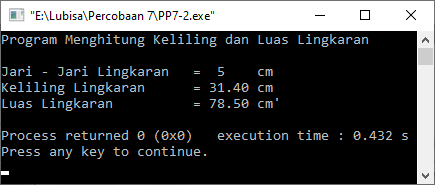 "E:\Lubisa\Percobaan 7\PP7-2.exe"
Program Menghitung Keliling dan Luas Lingkaran
Jari - Jari Lingkaran   =  5    cm
Keliling Lingkaran      = 31.40 cm
Luas Lingkaran          = 78.50 cm'
Process returned 0 (0x0)   execution time : 0.432 s
Press any key to continue.